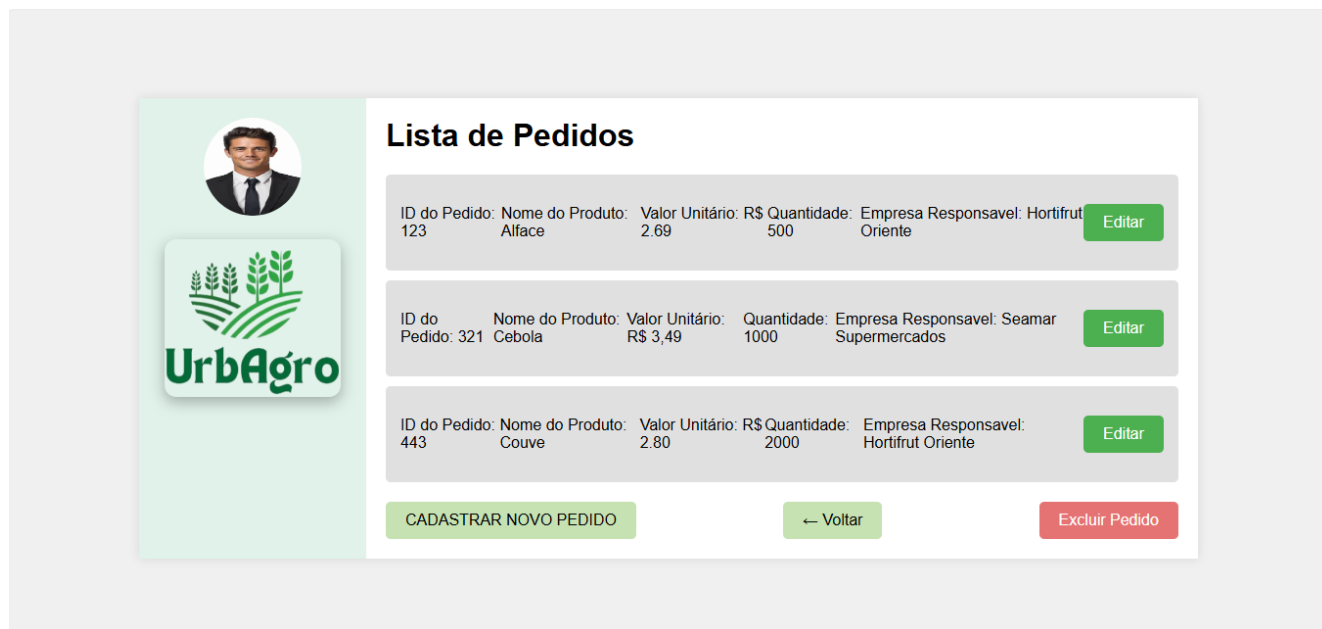 Lista de Pedidos
UrbAgro
ID do Pedido: Nome do Produto: Valor Unitário: R$ Quantidade: Empresa Responsavel: Hortifrut Editar
123 Alface 2.69 500 Oriente
ID do Nome do Produto: Valor Unitário: Quantidade: Empresa Responsavel: Seamar Editar
Pedido: 321 Cebola R$ 3,49 1000 Supermercados
ID do Pedido: Nome do Produto: Valor Unitário: R$ Quantidade: Empresa Responsavel: Editar
443 Couve 2.80 2000 Hortifrut Oriente
CADASTRAR NOVO PEDIDO ← Voltar Excluir Pedido